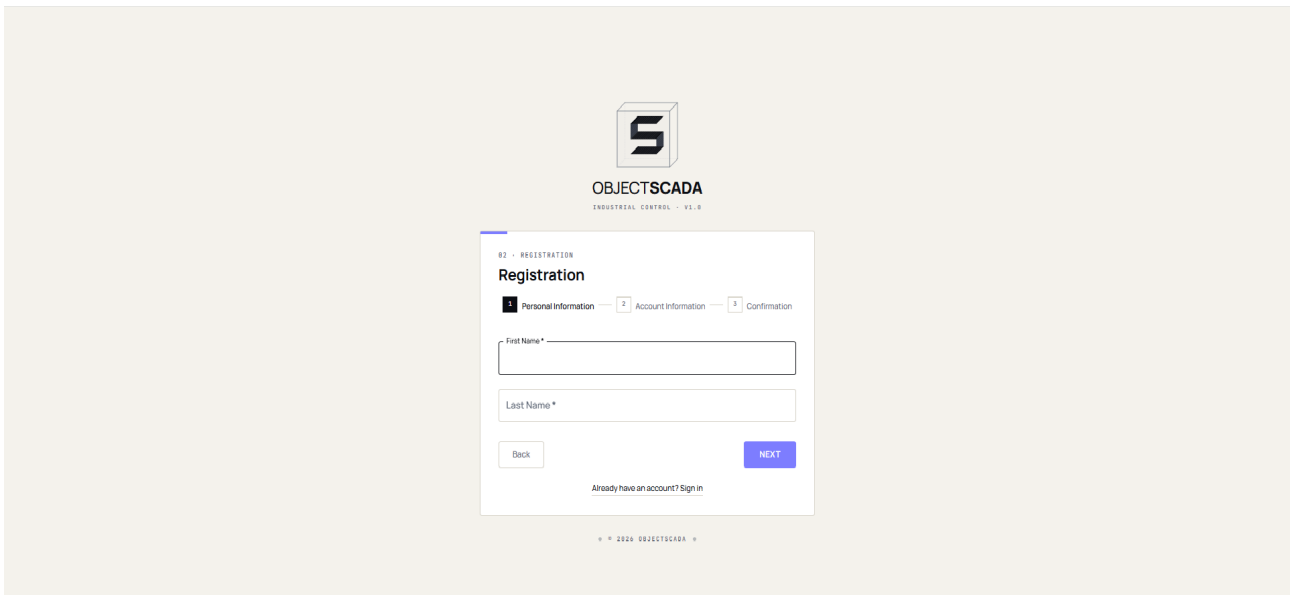 S
OBJECTSCADA
INDUSTRIAL CONTROL · V1.0
02 · REGISTRATION
Registration
1 Personal Information 2 Account Information 3 Confirmation
First Name *
Last Name *
Back NEXT
Already have an account? Sign in
© 2026 OBJECTSCADA